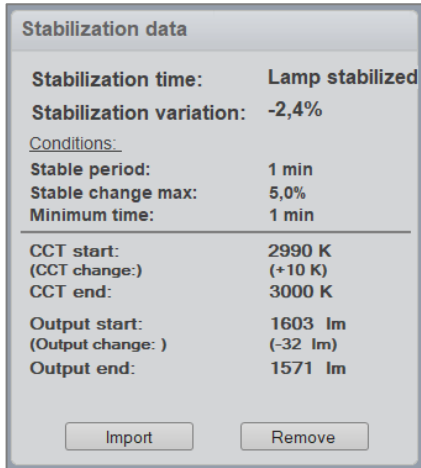 Stabilization data
Stabilization time: Lamp stabilized
Stabilization variation: -2,4%
Conditions:
Stable period: 1 min
Stable change max: 5,0%
Minimum time: 1 min
CCT start: 2990 K
(CCT change:) (+10 K)
CCT end: 3000 K
Output start: 1603 lm
(Output change: ) (-32 lm)
Output end: 1571 lm
Import Remove